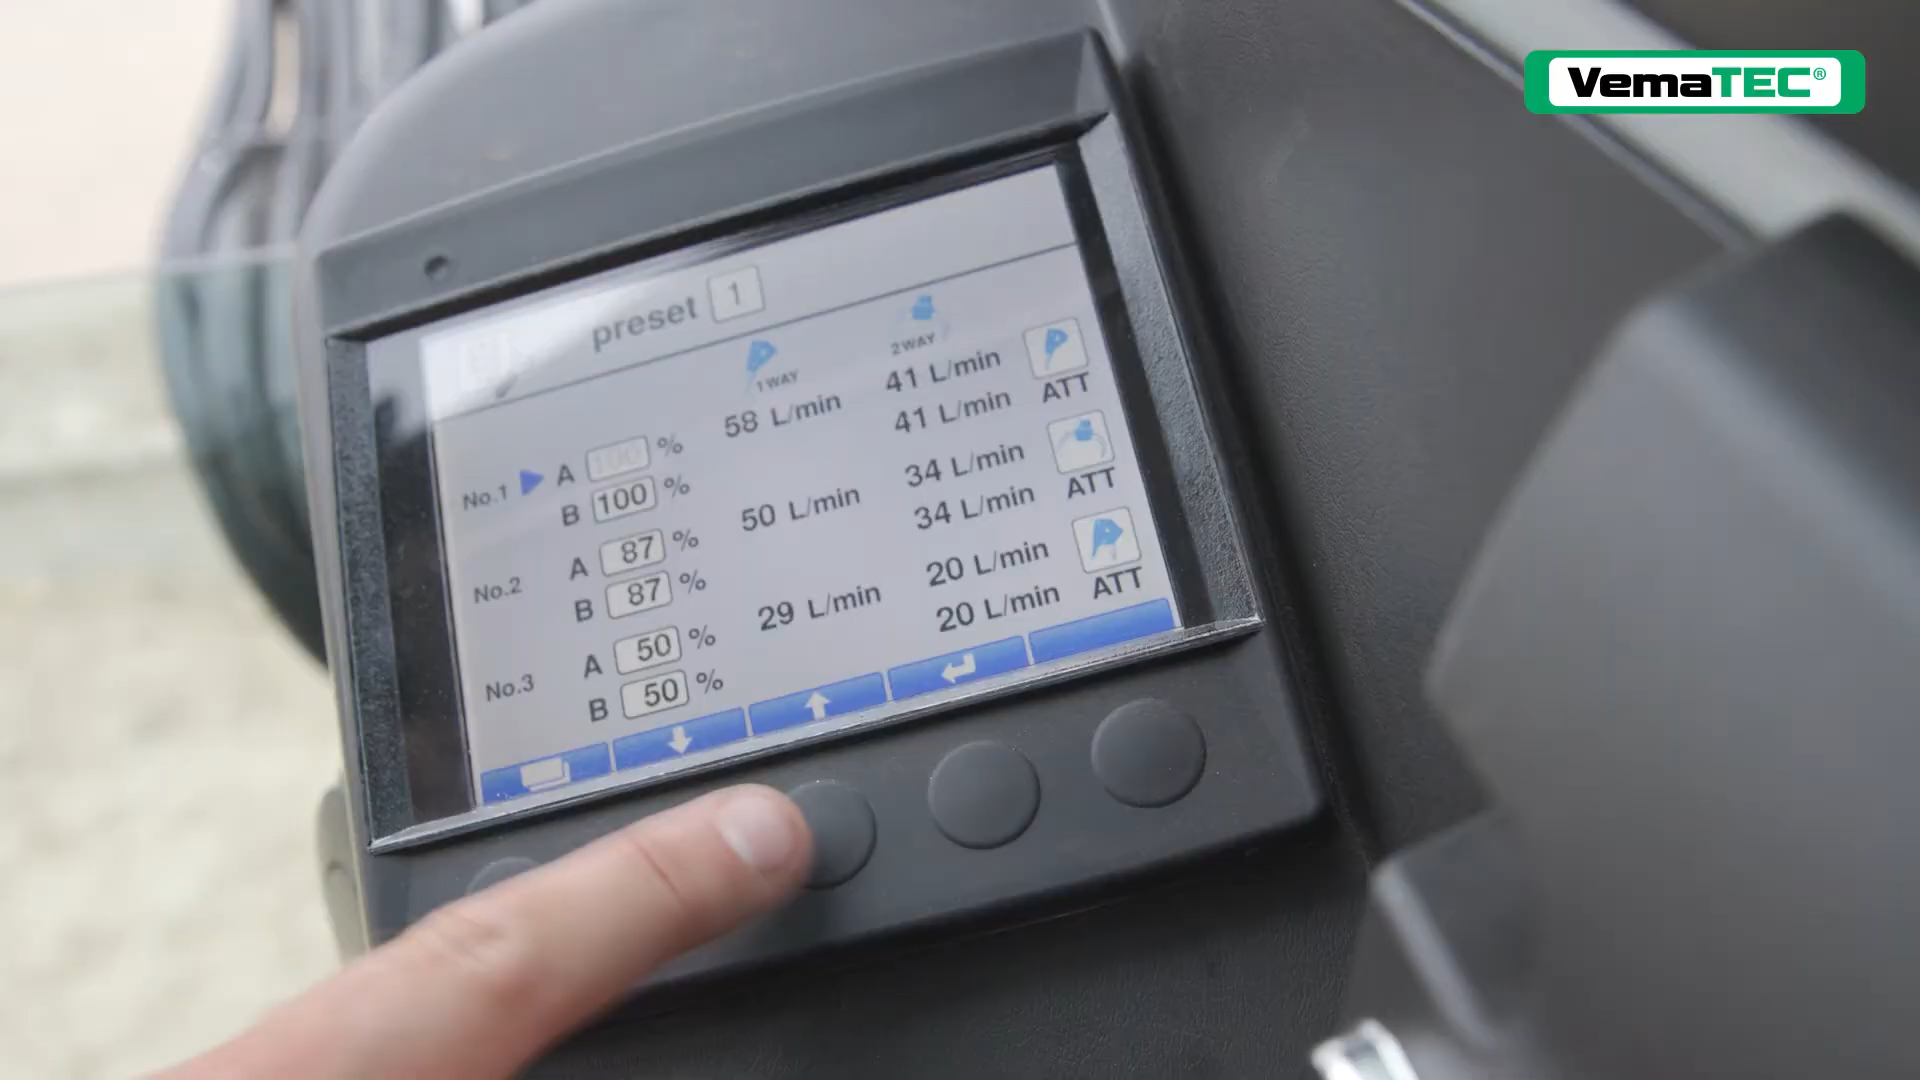 VemaTEC®
preset 1
1WAY 2WAY
No.1 A 100 % 58 L/min 41 L/min ATT
B 100 % 41 L/min
No.2 A 87 % 50 L/min 34 L/min ATT
B 87 % 34 L/min
No.3 A 50 % 29 L/min 20 L/min ATT
B 50 % 20 L/min